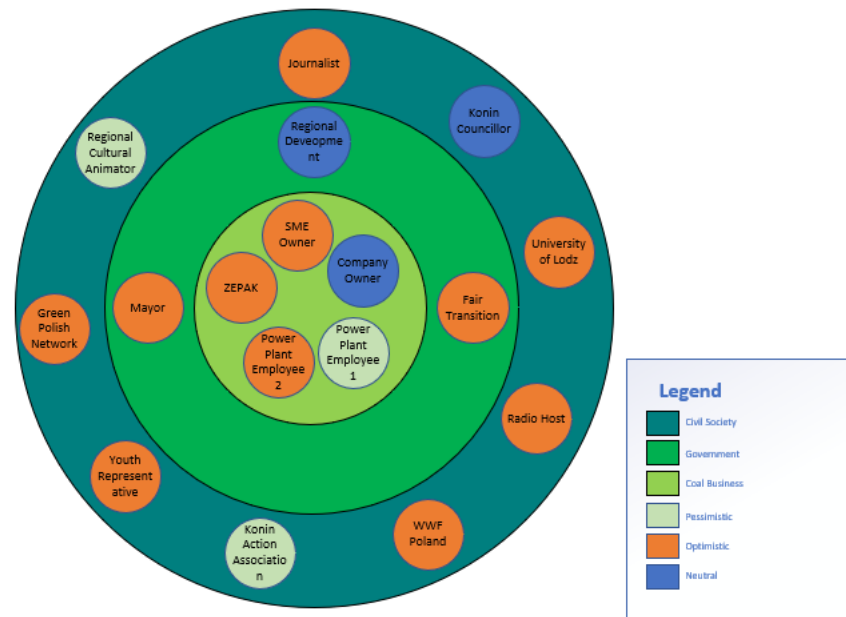 Journalist
Konin
Councillor
Regional
Deveopme
nt
Regional
Cultural
Animator
SME
Owner
University
of Lodz
Company
Owner
ZEPAK
Mayor
Fair
Transition
Green
Polish
Network
Power
Plant
Employee
2
Power
Plant
Employee
1
Radio Host
Youth
Represent
ative
WWF
Poland
Konin
Action
Associatio
n
Legend
Civil Society
Government
Coal Business
Pessimistic
Optimistic
Neutral